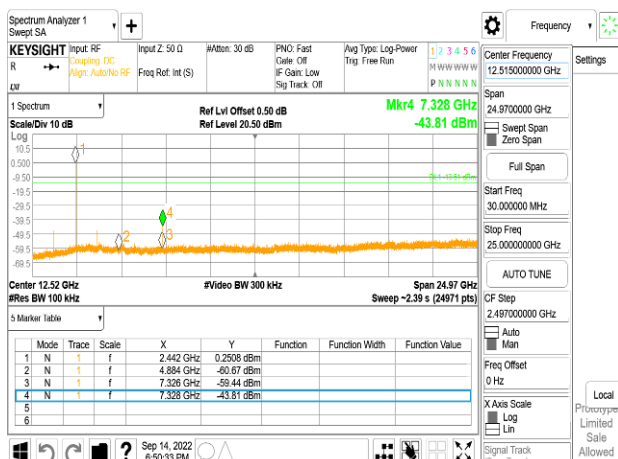 Spectrum Analyzer 1
Swept SA
+
Frequency
KEYSIGHT
R
LXI
Input: RF
Coupling: DC
Align: Auto/No RF
Input Z: 50 Ω
Freq Ref: Int (S)
#Atten: 30 dB
PNO: Fast
Gate: Off
IF Gain: Low
Sig Track: Off
Avg Type: Log-Power
Trig: Free Run
1 2 3 4 5 6
M W W W W W
P N N N N N
1 Spectrum
Scale/Div 10 dB
Ref Lvl Offset 0.50 dB
Ref Level 20.50 dBm
Mkr4 7.328 GHz
-43.81 dBm
Log
10.5
0.500
-9.50
-19.5
-29.5
-39.5
-49.5
-59.5
-69.5
1
2
3
4
Center 12.52 GHz
#Res BW 100 kHz
#Video BW 300 kHz
Span 24.97 GHz
Sweep ~2.39 s (24971 pts)
5 Marker Table
Mode Trace Scale X Y Function Function Width Function Value
1 N 1 f 2.442 GHz 0.2508 dBm
2 N 1 f 4.884 GHz -60.67 dBm
3 N 1 f 7.326 GHz -59.44 dBm
4 N 1 f 7.328 GHz -43.81 dBm
5
6
?
Sep 14, 2022
6:50:33 PM
Center Frequency
12.515000000 GHz
Span
24.9700000 GHz
Swept Span
Zero Span
Full Span
Start Freq
30.000000 MHz
Stop Freq
25.000000000 GHz
AUTO TUNE
CF Step
2.497000000 GHz
Auto
Man
Freq Offset
0 Hz
X Axis Scale
Log
Lin
Signal Track
Settings
Local
Prototype
Limited
Sale
Allowed